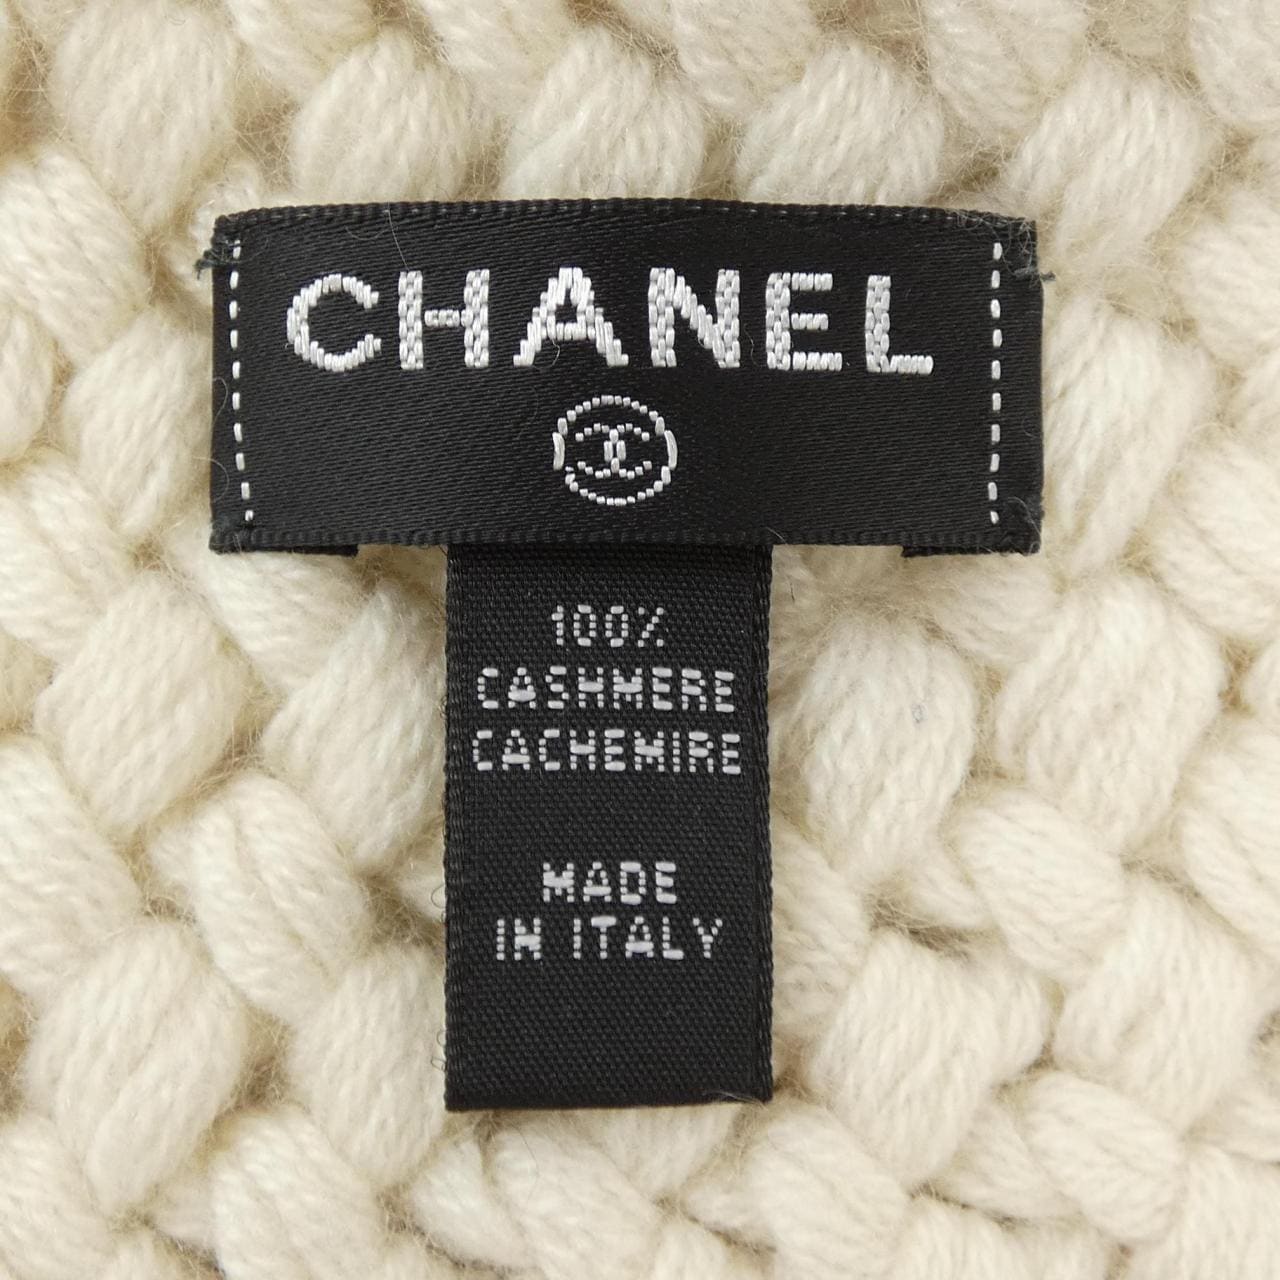 CHANEL
100%
CASHMERE
CACHEMIRE
MADE
IN ITALY